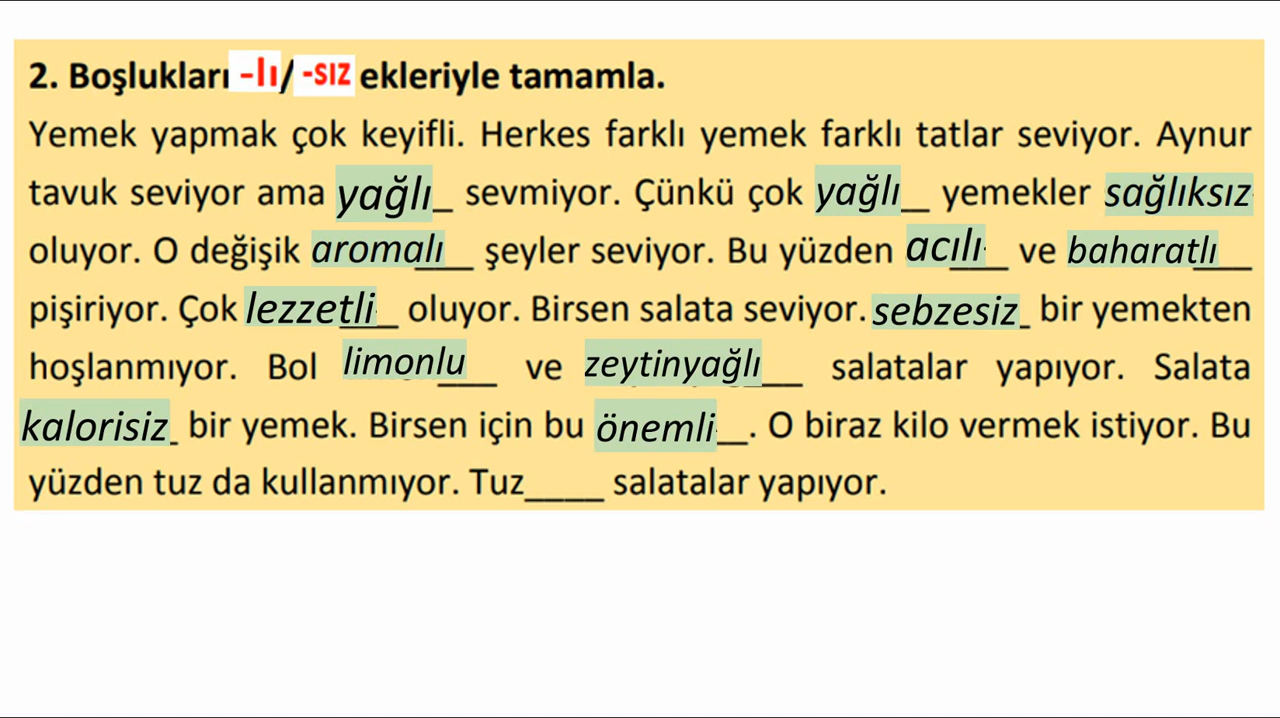 2. Boşlukları -lı/ -sız ekleriyle tamamla.
Yemek yapmak çok keyifli. Herkes farklı yemek farklı tatlar seviyor. Aynur
tavuk seviyor ama yağlı_ sevmiyor. Çünkü çok yağlı__ yemekler sağlıksız
oluyor. O değişik aromalı___ şeyler seviyor. Bu yüzden acılı___ ve baharatlı___
pişiriyor. Çok lezzetli___ oluyor. Birsen salata seviyor. sebzesiz_ bir yemekten
hoşlanmıyor. Bol limonlu___ ve zeytinyağlı___ salatalar yapıyor. Salata
kalorisiz_ bir yemek. Birsen için bu önemli__. O biraz kilo vermek istiyor. Bu
yüzden tuz da kullanmıyor. Tuz____ salatalar yapıyor.